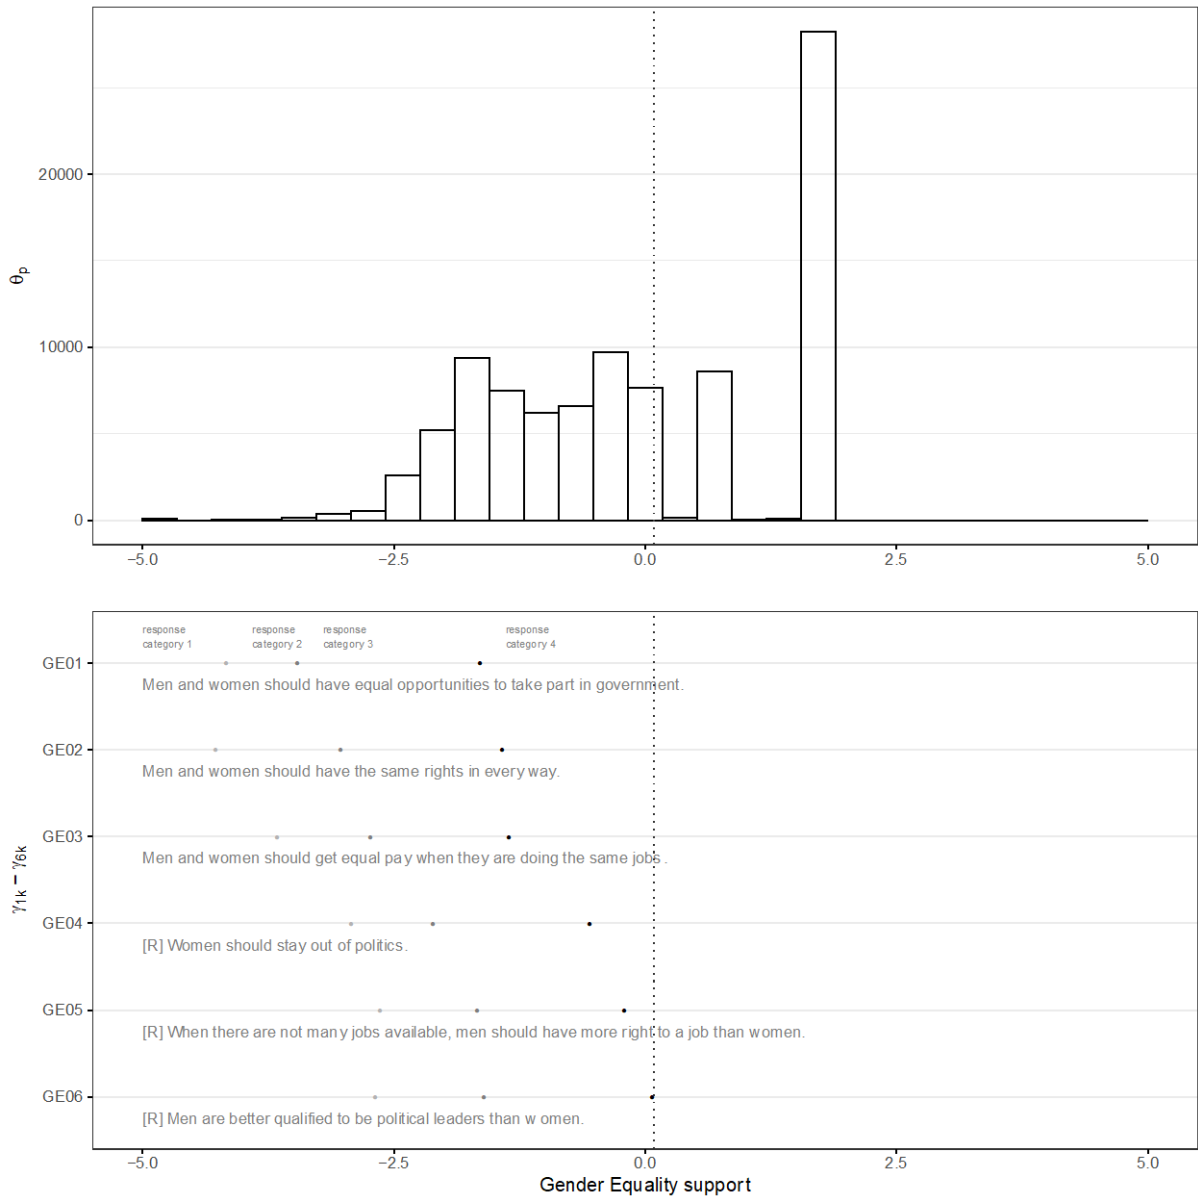 20000
10000
0
θp
−5.0 −2.5 0.0 2.5 5.0
response category 1
response category 2
response category 3
response category 4
GE01
Men and women should have equal opportunities to take part in government.
GE02
Men and women should have the same rights in every way.
GE03
Men and women should get equal pay when they are doing the same jobs .
GE04
[R] Women should stay out of politics.
GE05
[R] When there are not many jobs available, men should have more right to a job than women.
GE06
[R] Men are better qualified to be political leaders than w omen.
γ1k − γ6k
−5.0 −2.5 0.0 2.5 5.0
Gender Equality support